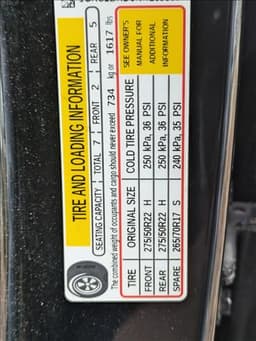 TIRE AND LOADING INFORMATION
SEATING CAPACITY TOTAL 7 FRONT 2 REAR 5
The combined weight of occupants and cargo should never exceed 734 kg or 1617 lbs
TIRE ORIGINAL SIZE COLD TIRE PRESSURE
FRONT 275/50R22 H 250 kPa, 36 PSI
REAR 275/50R22 H 250 kPa, 36 PSI
SPARE 265/70R17 S 240 kPa, 35 PSI
SEE OWNER'S
MANUAL FOR
ADDITIONAL
INFORMATION